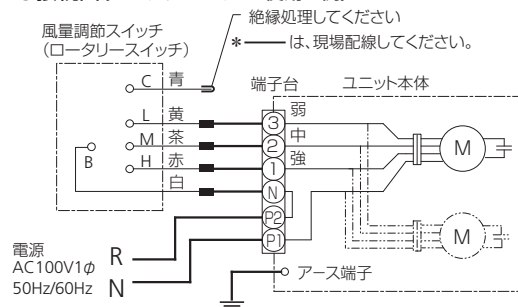 絶縁処理してください
風量調節スイッチ
(ロータリースイッチ)
*━━は、現場配線してください。
C 青
端子台
ユニット本体
L 黄
3
弱
M 茶
2
中
M
B
H 赤
1
強
白
N
P2
M
P1
電源
AC100V1φ
50Hz/60Hz
R
N
アース端子